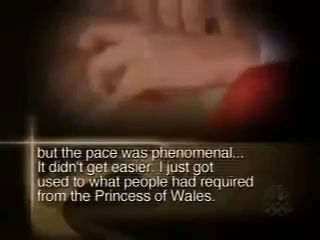 but the pace was phenomenal...
It didn't get easier. I just got
used to what people had required
from the Princess of Wales.